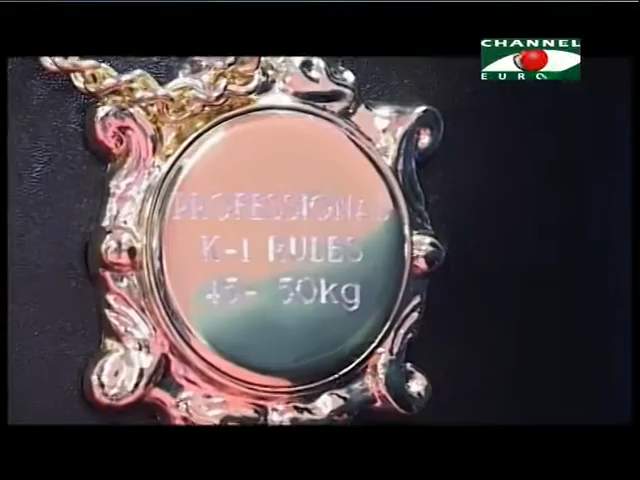 CHANNEL
EURO
PROFESSIONAL
K-1 RULES
45- 50kg